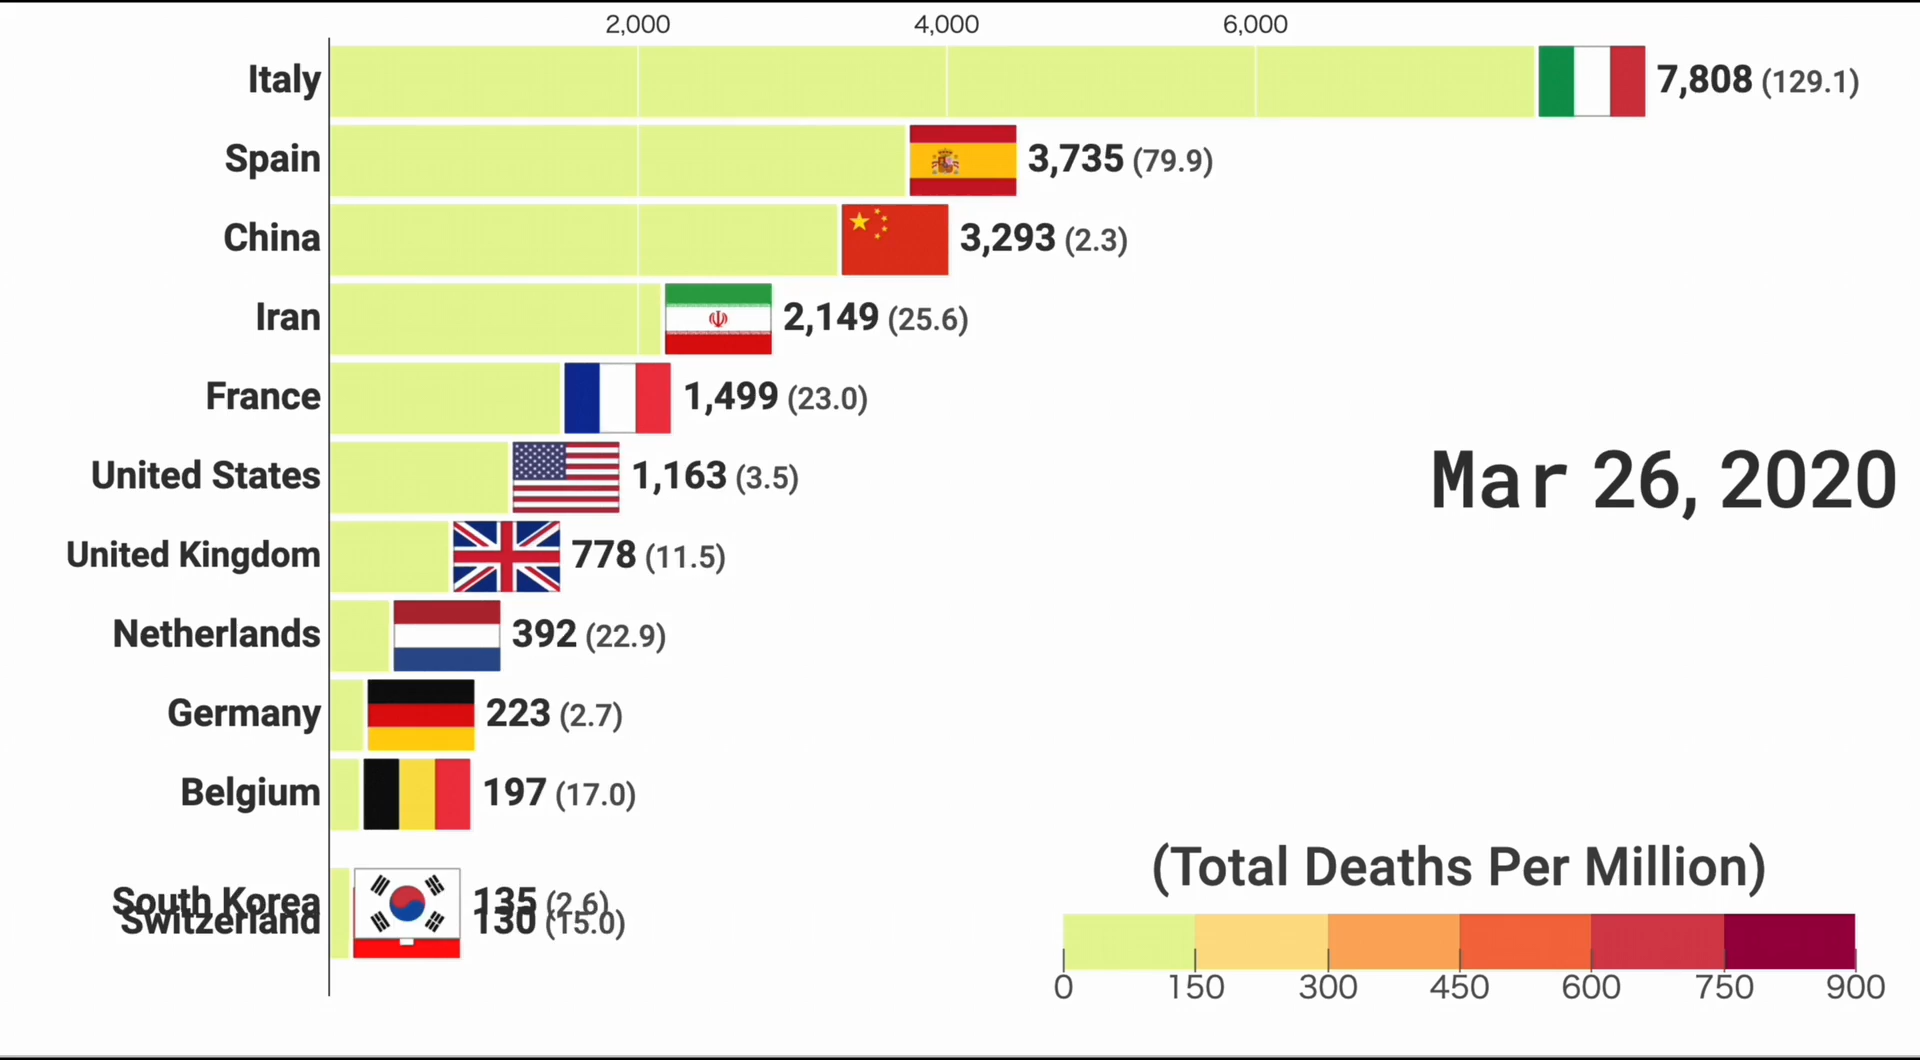 2,000 4,000 6,000
Italy 7,808 (129.1)
Spain 3,735 (79.9)
China 3,293 (2.3)
Iran 2,149 (25.6)
France 1,499 (23.0)
United States 1,163 (3.5)
Mar 26, 2020
United Kingdom 778 (11.5)
Netherlands 392 (22.9)
Germany 223 (2.7)
Belgium 197 (17.0)
South Korea 135 (2.6)
Switzerland 130 (15.0)
(Total Deaths Per Million)
0 150 300 450 600 750 900